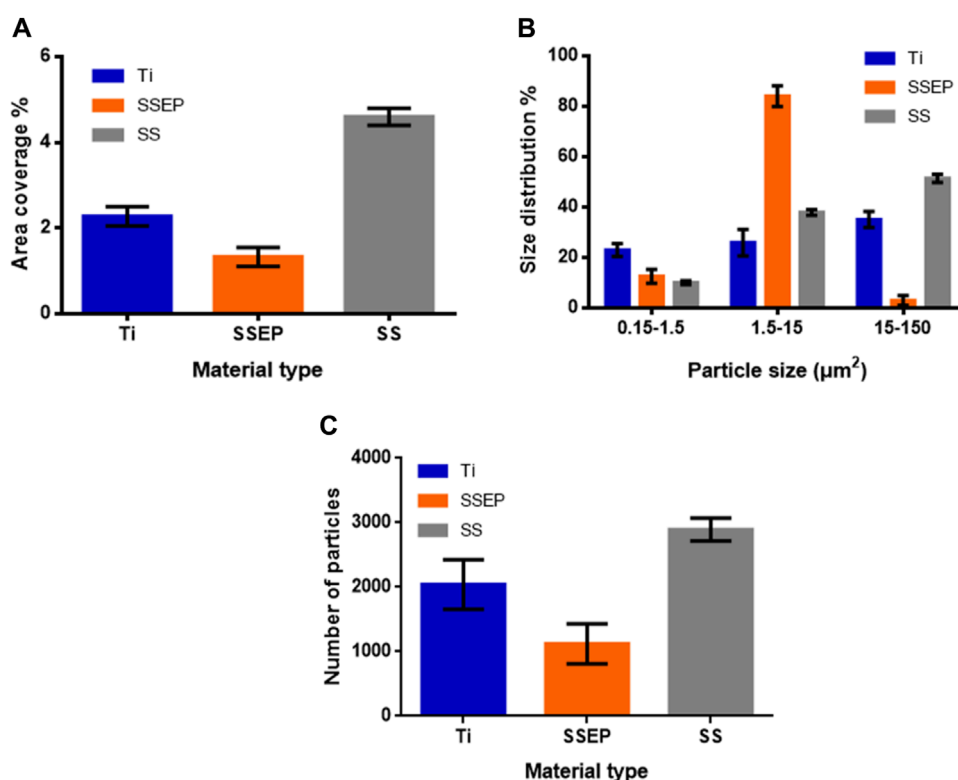 A
Area coverage %
6
4
2
0
Ti
SSEP
SS
Ti
SSEP
SS
Material type
B
Size distribution %
100
80
60
40
20
0
Ti
SSEP
SS
0.15-1.5
1.5-15
15-150
Particle size (µm²)
C
Number of particles
4000
3000
2000
1000
0
Ti
SSEP
SS
Ti
SSEP
SS
Material type